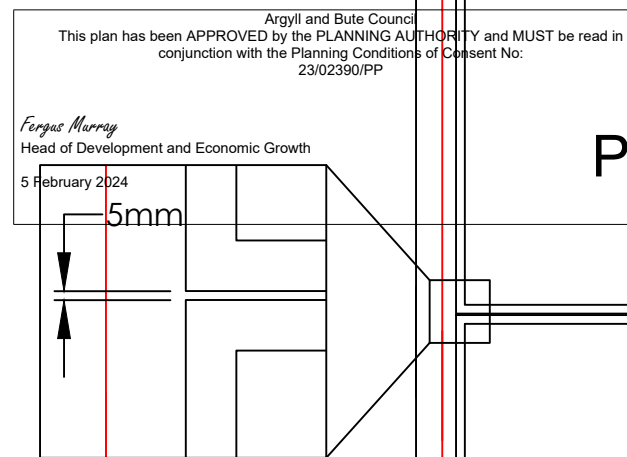 Argyll and Bute Council
This plan has been APPROVED by the PLANNING AUTHORITY and MUST be read in
conjunction with the Planning Conditions of Consent No:
23/02390/PP
Fergus Murray
Head of Development and Economic Growth
P
5 February 2024
5mm